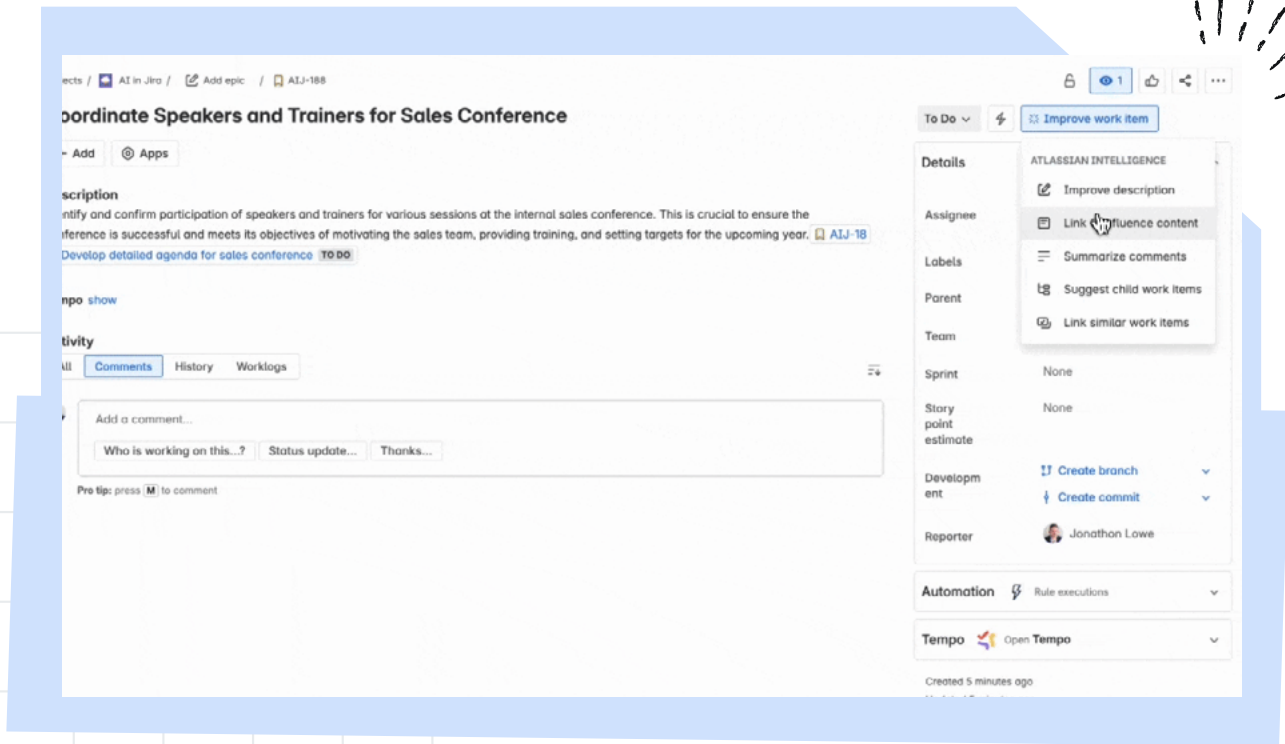 ects / AI in Jira / Add epic / AIJ-188
1
oordinate Speakers and Trainers for Sales Conference
To Do
Improve work item
Add
Apps
Details
ATLASSIAN INTELLIGENCE
Improve description
Link fluence content
Summarize comments
Suggest child work items
Link similar work items
scription
ntify and confirm participation of speakers and trainers for various sessions at the internal sales conference. This is crucial to ensure the
ference is successful and meets its objectives of motivating the sales team, providing training, and setting targets for the upcoming year. AIJ-18
Develop detailed agenda for sales conference TO DO
mpo show
tivity
All
Comments
History
Worklogs
Add a comment...
Who is working on this...?
Status update...
Thanks...
Pro tip: press M to comment
Assignee
Labels
Parent
Team
Sprint
None
Story
point
estimate
None
Developm
ent
Create branch
Create commit
Reporter
Jonathon Lowe
Automation
Rule executions
Tempo
Open Tempo
Created 5 minutes ago